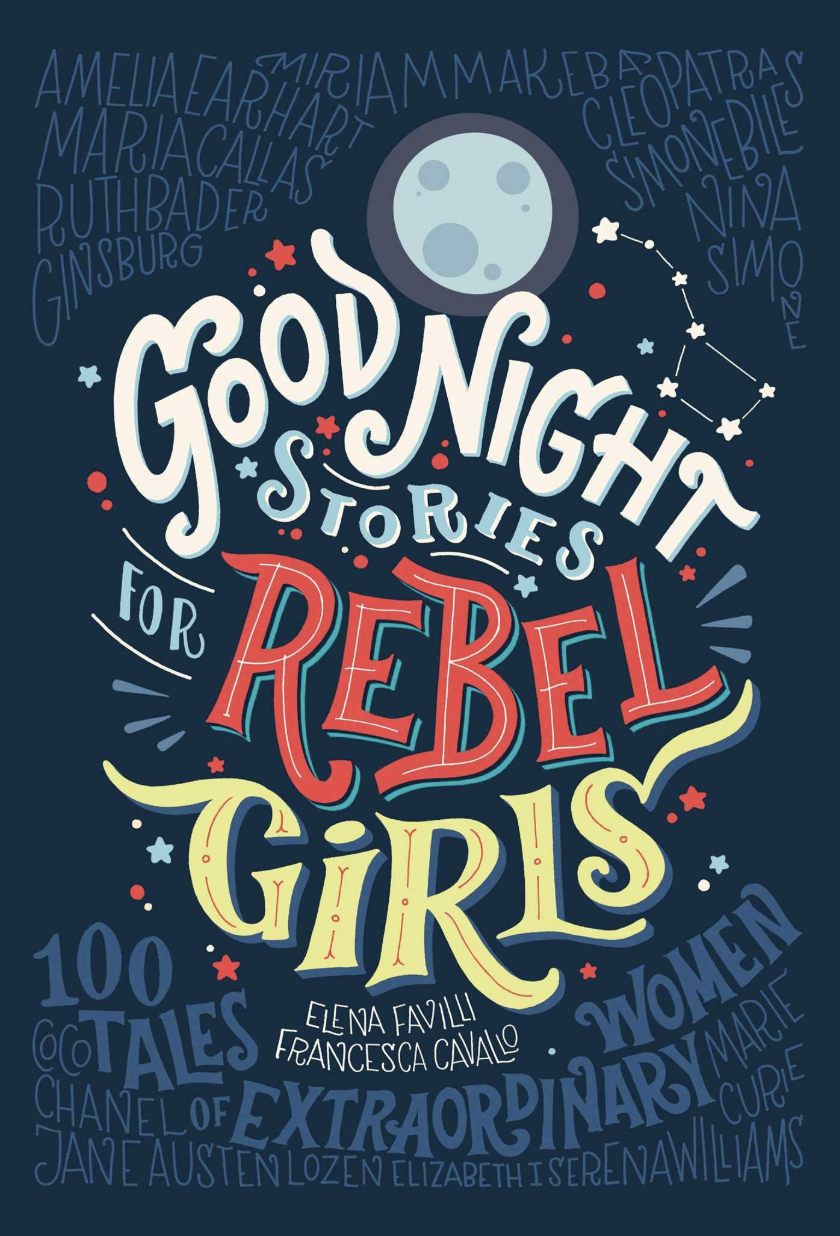 AMELIA EARHART
MIRIAM MAKEBA
CLEOPATRA
SIMONE BILES
MARIA CALLAS
RUTH BADER
GINSBURG
NINA
SIMONE
GOOD NIGHT
STORIES
FOR
REBEL
GIRLS
ELENA FAVILLI
FRANCESCA CAVALLO
100
TALES
OF EXTRAORDINARY
WOMEN
COCO
CHANEL
MARIE
CURIE
JANE AUSTEN LOZEN ELIZABETH I SERENA WILLIAMS